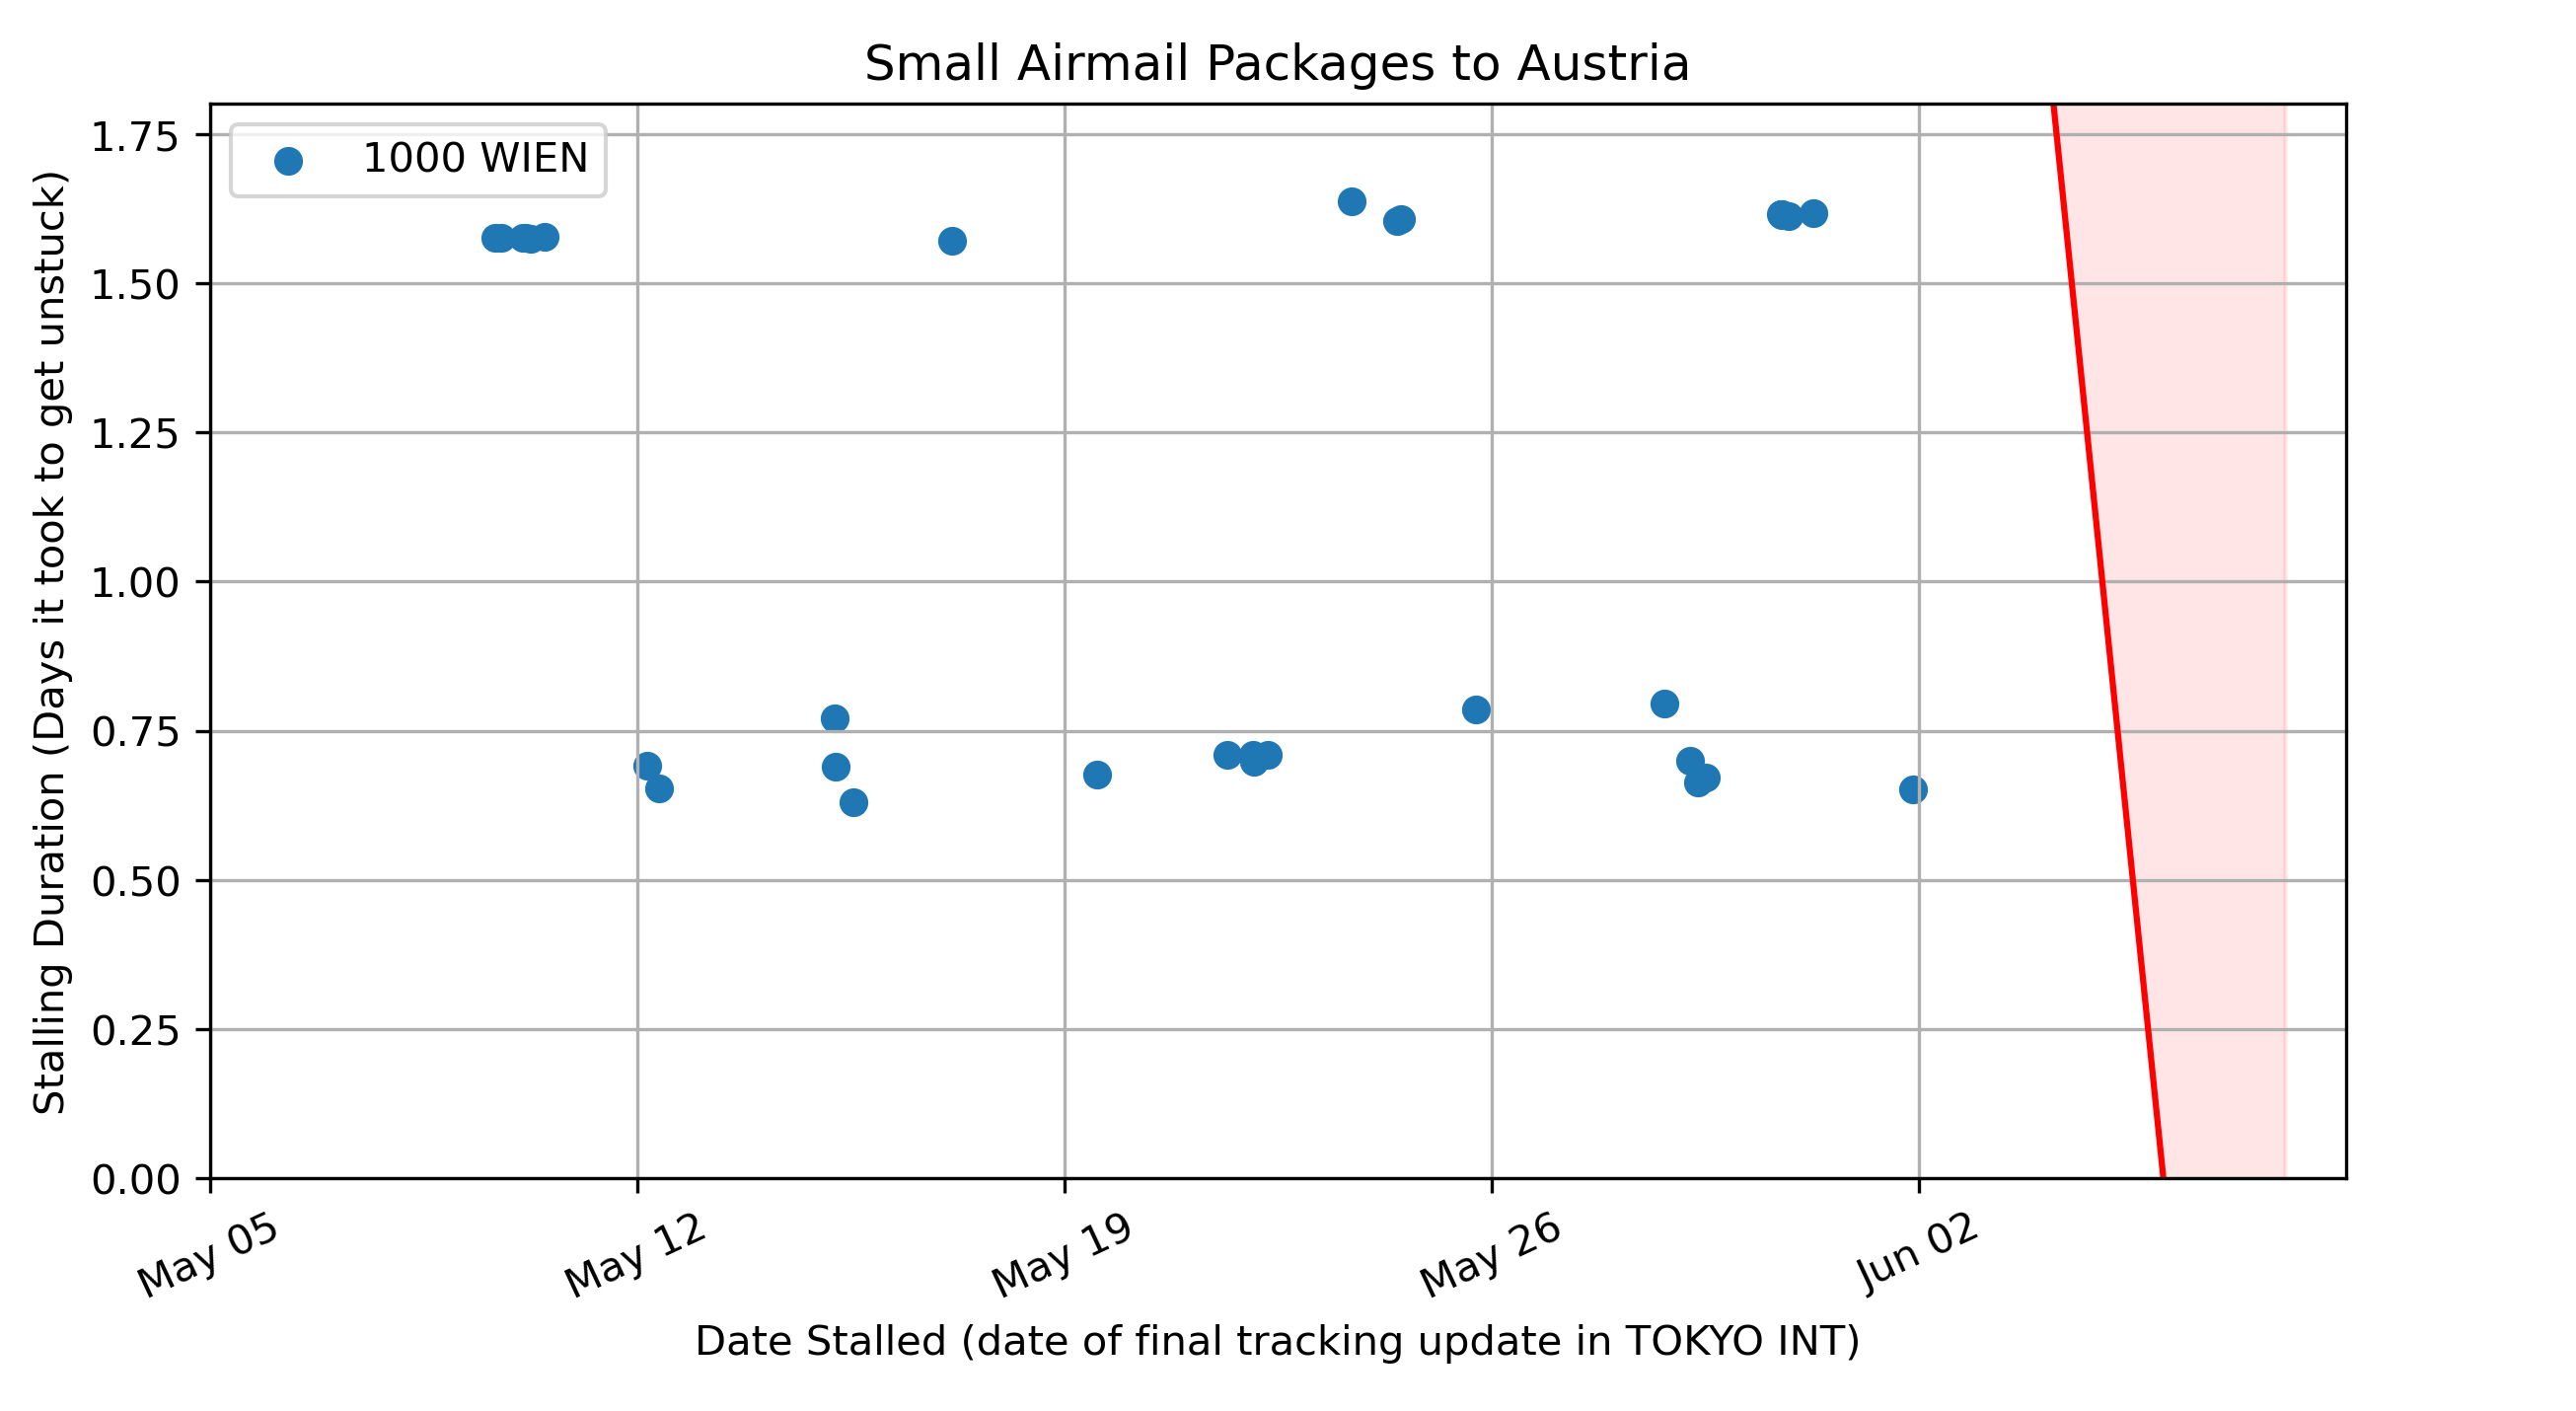 Small Airmail Packages to Austria
1000 WIEN
Stalling Duration (Days it took to get unstuck)
1.75
1.50
1.25
1.00
0.75
0.50
0.25
0.00
May 05
May 12
May 19
May 26
Jun 02
Date Stalled (date of final tracking update in TOKYO INT)